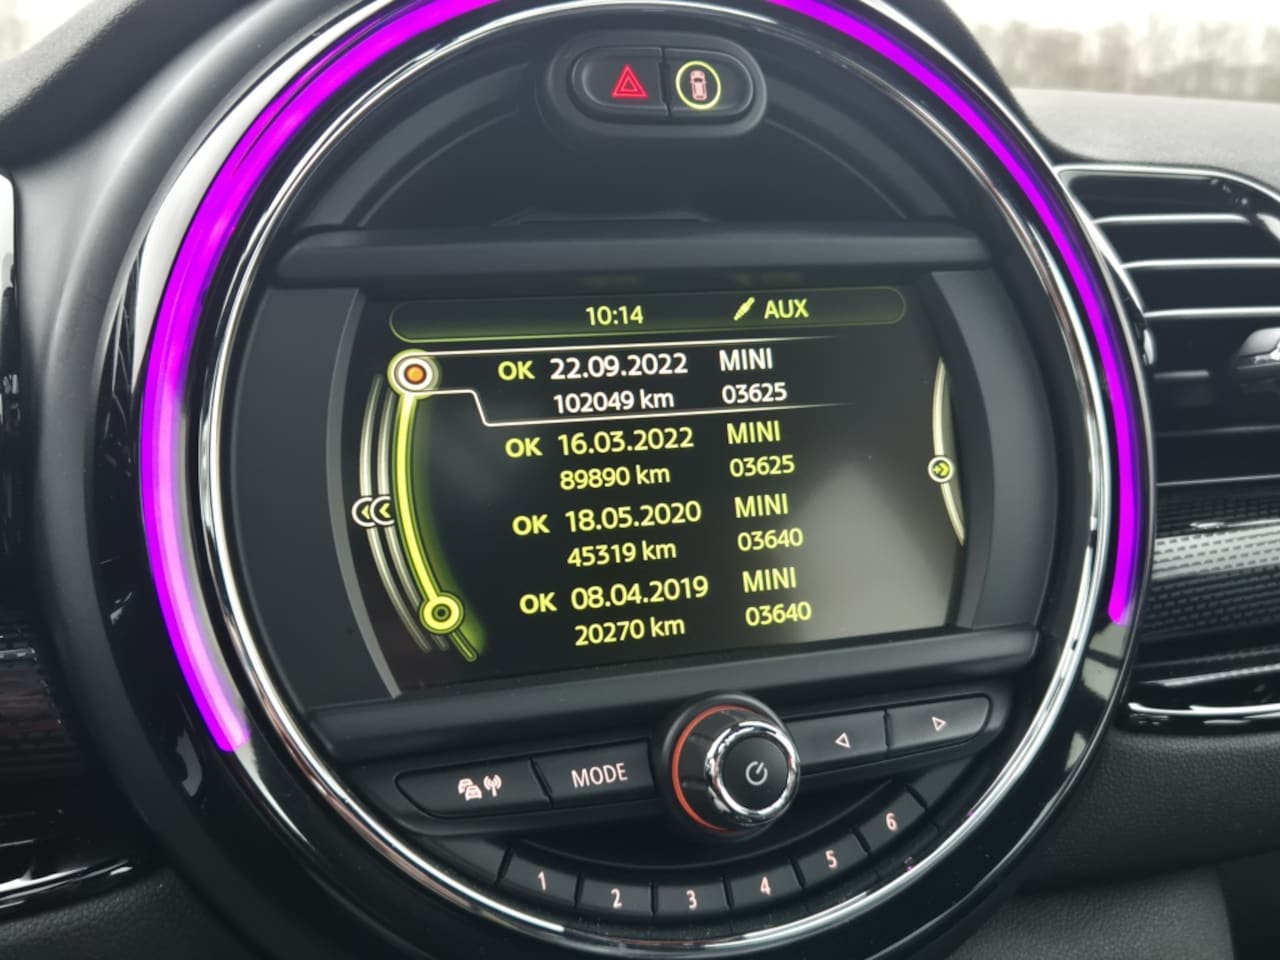 10:14 AUX
OK 22.09.2022 MINI
102049 km 03625
OK 16.03.2022 MINI
89890 km 03625
OK 18.05.2020 MINI
45319 km 03640
OK 08.04.2019 MINI
20270 km 03640
MODE
1 2 3 4 5 6